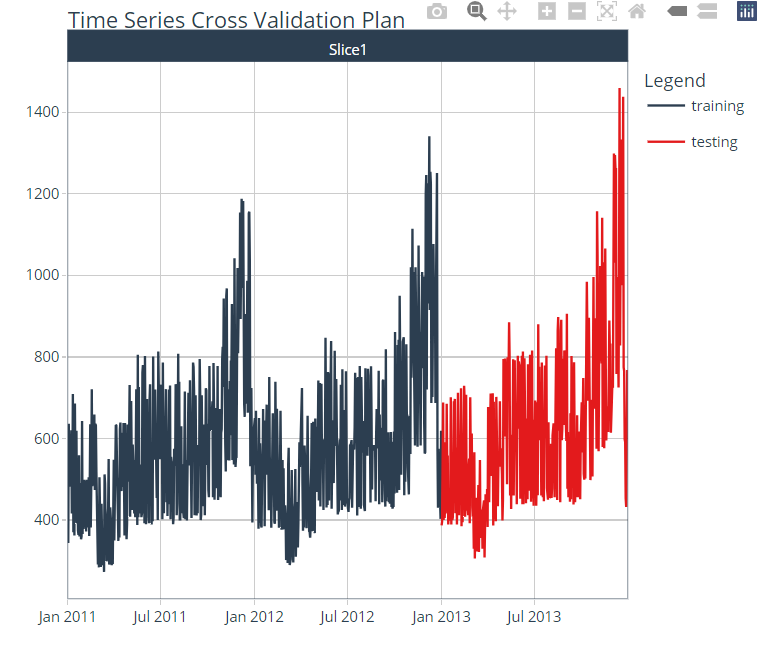 Time Series Cross Validation Plan
Slice1
Legend
training
testing
1400
1200
1000
800
600
400
Jan 2011 Jul 2011 Jan 2012 Jul 2012 Jan 2013 Jul 2013